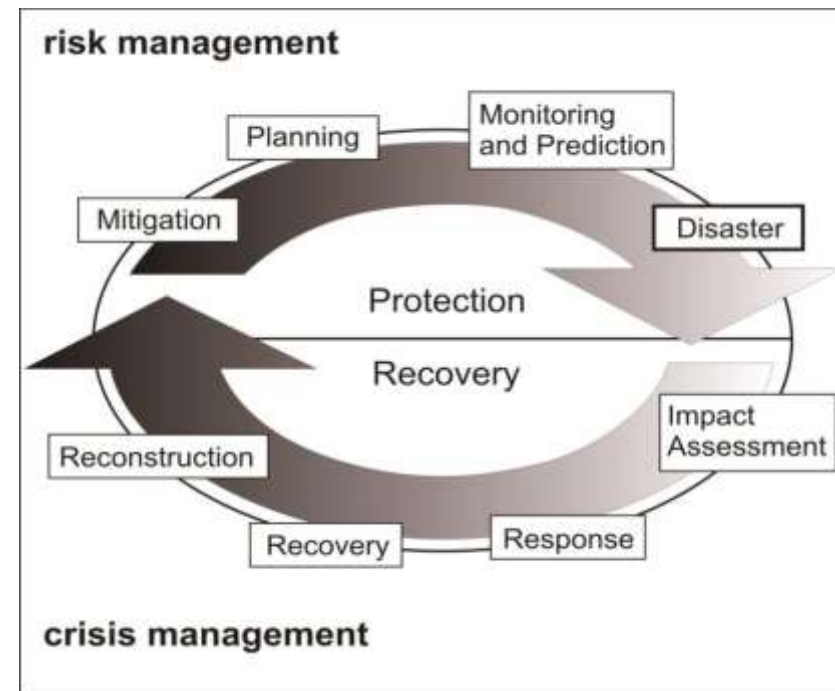 risk management
Monitoring
and Prediction
Planning
Mitigation
Disaster
Protection
Recovery
Impact
Assessment
Reconstruction
Response
Recovery
crisis management